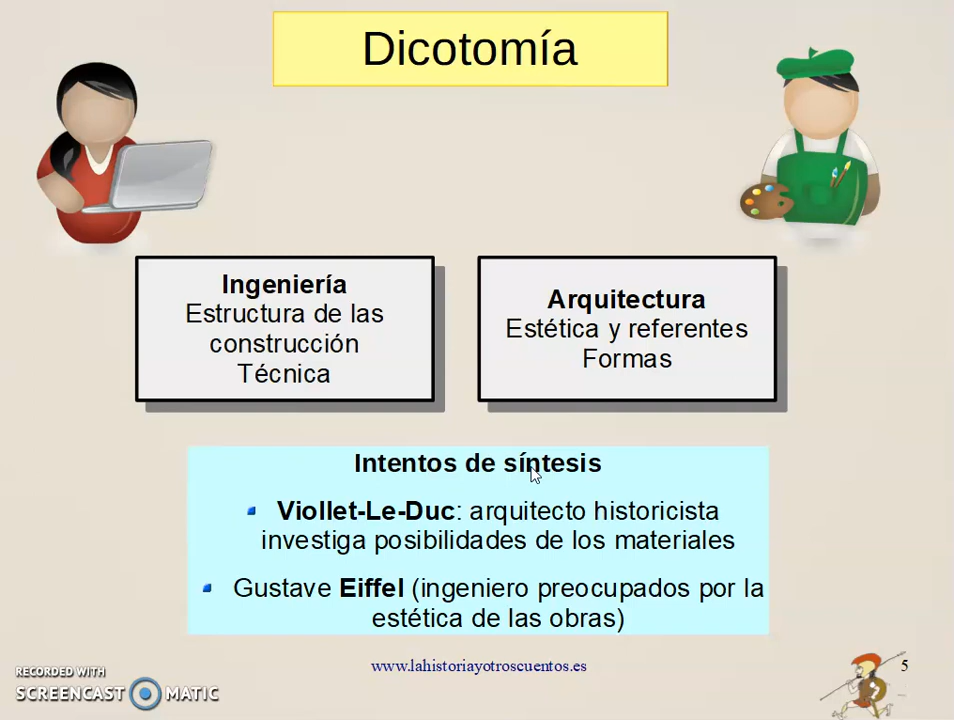 Dicotomía
Ingeniería
Estructura de las
construcción
Técnica
Arquitectura
Estética y referentes
Formas
Intentos de síntesis
Viollet-Le-Duc: arquitecto historicista
investiga posibilidades de los materiales
Gustave Eiffel (ingeniero preocupados por la
estética de las obras)
RECORDED WITH
SCREENCAST MATIC
www.lahistoriayotroscuentos.es
5